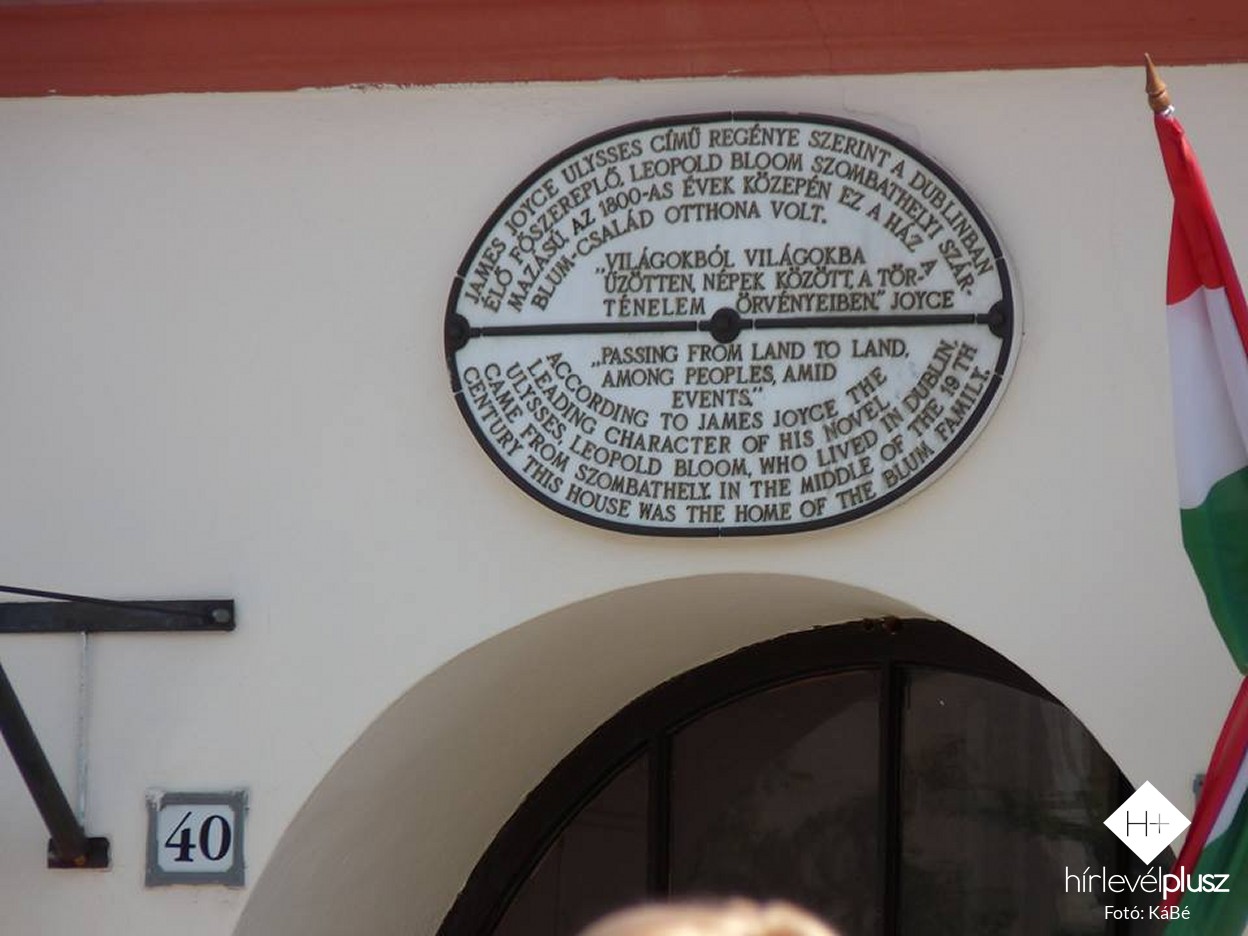 JAMES JOYCE ULYSSES CÍMŰ REGÉNYE SZERINT A DUBLINBAN
ÉLŐ FŐSZEREPLŐ, LEOPOLD BLOOM SZOMBATHELYI SZÁR-
MAZÁSÚ. AZ 1800-AS ÉVEK KÖZEPÉN EZ A HÁZ A
BLUM-CSALÁD OTTHONA VOLT.
„VILÁGOKBÓL VILÁGOKBA
ŰZÖTTEN, NÉPEK KÖZÖTT, A TÖR-
TÉNELEM ÖRVÉNYEIBEN." JOYCE
„PASSING FROM LAND TO LAND,
AMONG PEOPLES, AMID
EVENTS."
ACCORDING TO JAMES JOYCE THE
LEADING CHARACTER OF HIS NOVEL,
ULYSSES, LEOPOLD BLOOM, WHO LIVED IN DUBLIN,
CAME FROM SZOMBATHELY. IN THE MIDDLE OF THE 19 TH
CENTURY THIS HOUSE WAS THE HOME OF THE BLUM FAMILY.
40
H+
hírlevélplusz
Fotó: KáBé